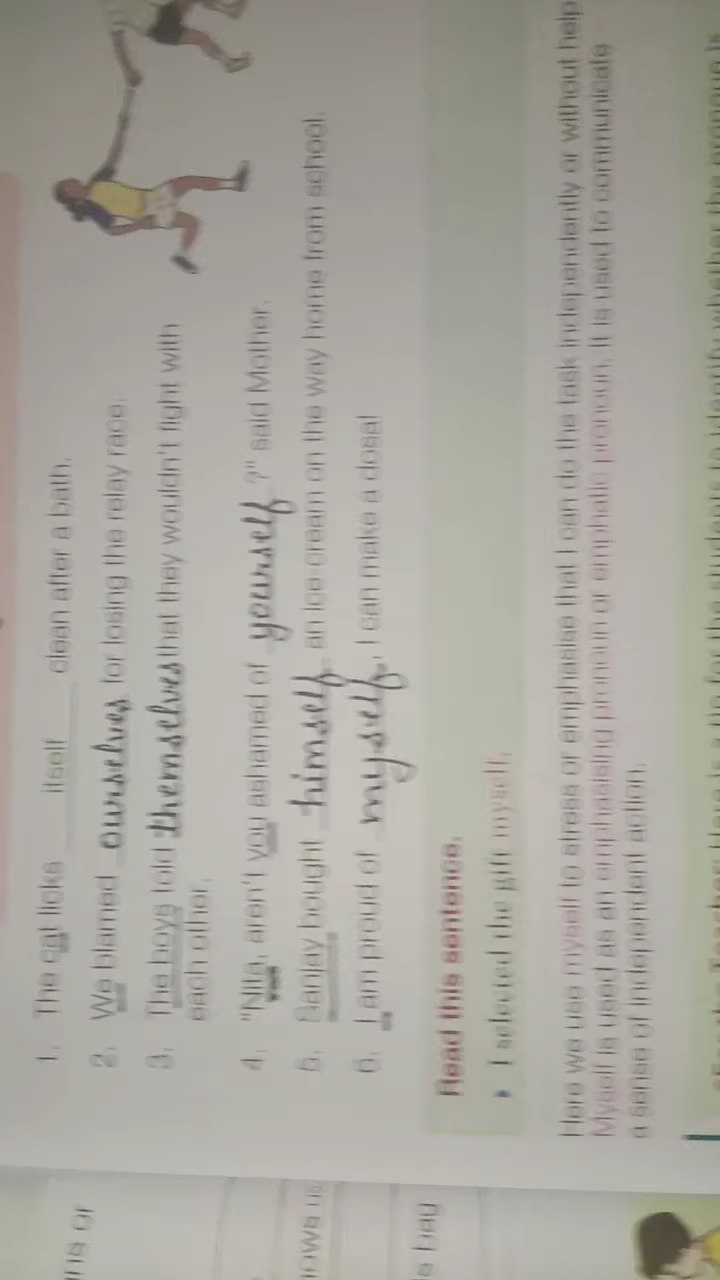 1. The cat licks itself clean after a bath.
2. We blamed ourselves for losing the relay race.
3. The boys told themselves that they wouldn't fight with
each other.
4. "Nita, aren't you ashamed of yourself ?" said Mother.
5. Sanjay bought himself an ice cream on the way home from school.
6. I am proud of myself, I can make a dosa!
Read this sentence.
• I selected the gift myself.
Here we use myself to stress or emphasise that I can do the task independently or without help
Myself is used as an emphasising pronoun or emphatic pronoun. It is used to communicate
a sense of independent action.